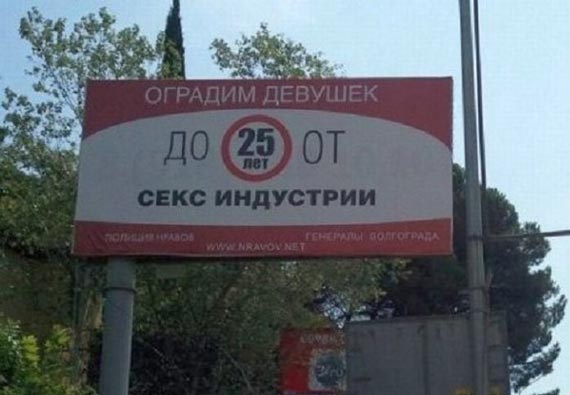 ОГРАДИМ ДЕВУШЕК
ДО 25 ОТ
лет
СЕКС ИНДУСТРИИ
ПОЛИЦИЯ НРАВОВ ГЕНЕРАЛЫ ВОЛГОГРАДА
WWW.NRAVOV.NET